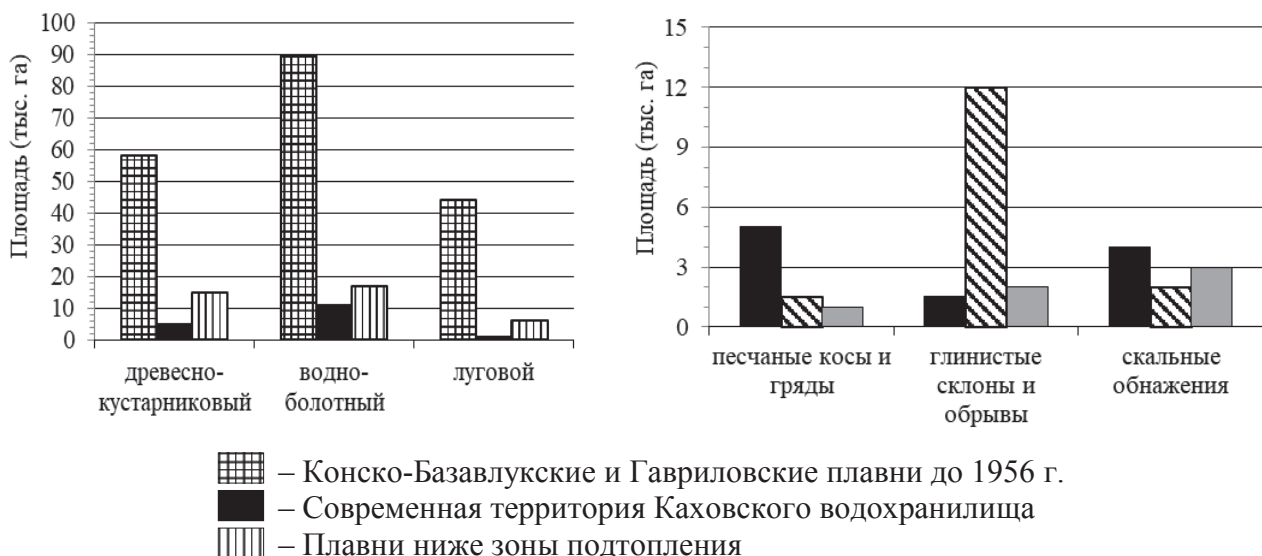 Площадь (тыс. га)
100
90
80
70
60
50
40
30
20
10
0
древесно-
кустарниковый
водно-
болотный
луговой
Площадь (тыс. га)
15
12
9
6
3
0
песчаные косы и
гряды
глинистые
склоны и
обрывы
скальные
обнажения
– Конско-Базавлукские и Гавриловские плавни до 1956 г.
– Современная территория Каховского водохранилища
– Плавни ниже зоны подтопления